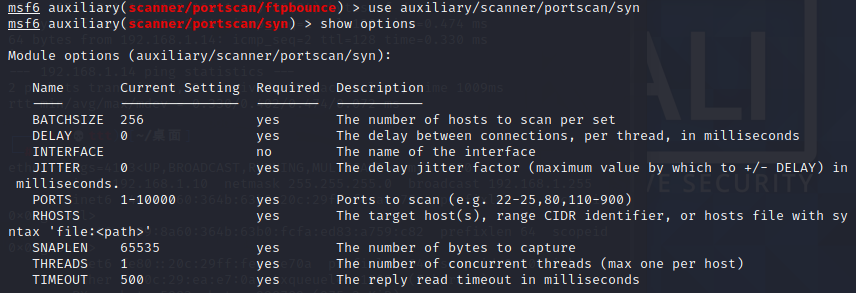 msf6 auxiliary(scanner/portscan/ftpbounce) > use auxiliary/scanner/portscan/syn
msf6 auxiliary(scanner/portscan/syn) > show options
Module options (auxiliary/scanner/portscan/syn):
Name Current Setting Required Description
---- --------------- -------- -----------
BATCHSIZE 256 yes The number of hosts to scan per set
DELAY 0 yes The delay between connections, per thread, in milliseconds
INTERFACE no The name of the interface
JITTER 0 yes The delay jitter factor (maximum value by which to +/- DELAY) in
milliseconds.
PORTS 1-10000 yes Ports to scan (e.g. 22-25,80,110-900)
RHOSTS yes The target host(s), range CIDR identifier, or hosts file with sy
ntax 'file:<path>'
SNAPLEN 65535 yes The number of bytes to capture
THREADS 1 yes The number of concurrent threads (max one per host)
TIMEOUT 500 yes The reply read timeout in milliseconds